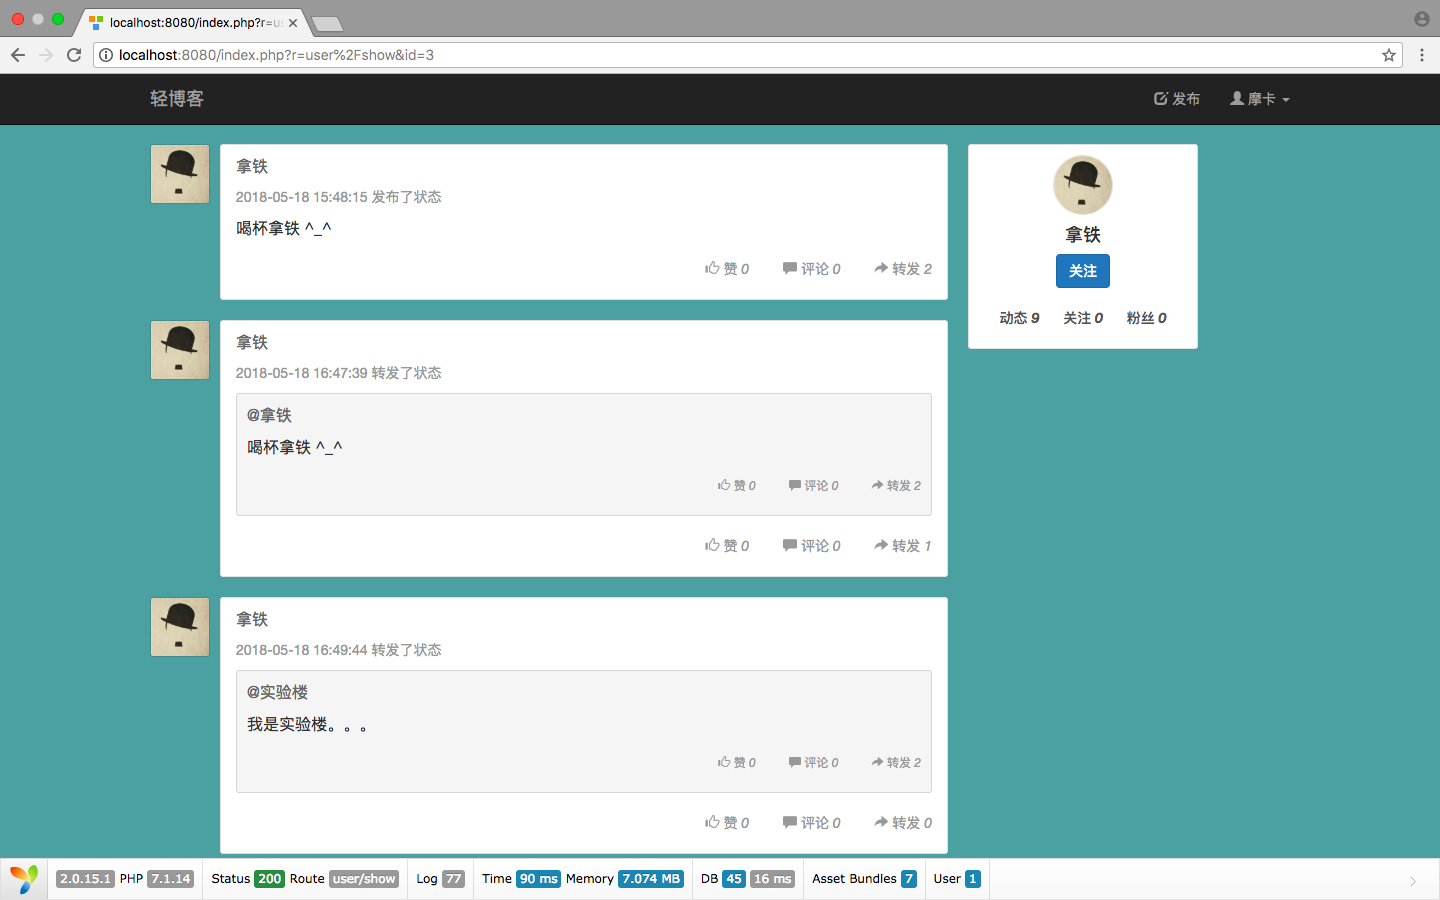 localhost:8080/index.php?r=us
localhost:8080/index.php?r=user%2Fshow&id=3
轻博客 发布 摩卡
拿铁
2018-05-18 15:48:15 发布了状态
喝杯拿铁 ^_^
赞 0 评论 0 转发 2
拿铁
关注
动态 9 关注 0 粉丝 0
拿铁
2018-05-18 16:47:39 转发了状态
@拿铁
喝杯拿铁 ^_^
赞 0 评论 0 转发 2
赞 0 评论 0 转发 1
拿铁
2018-05-18 16:49:44 转发了状态
@实验楼
我是实验楼。。。
赞 0 评论 0 转发 2
赞 0 评论 0 转发 0
2.0.15.1 PHP 7.1.14 Status 200 Route user/show Log 77 Time 90 ms Memory 7.074 MB DB 45 16 ms Asset Bundles 7 User 1